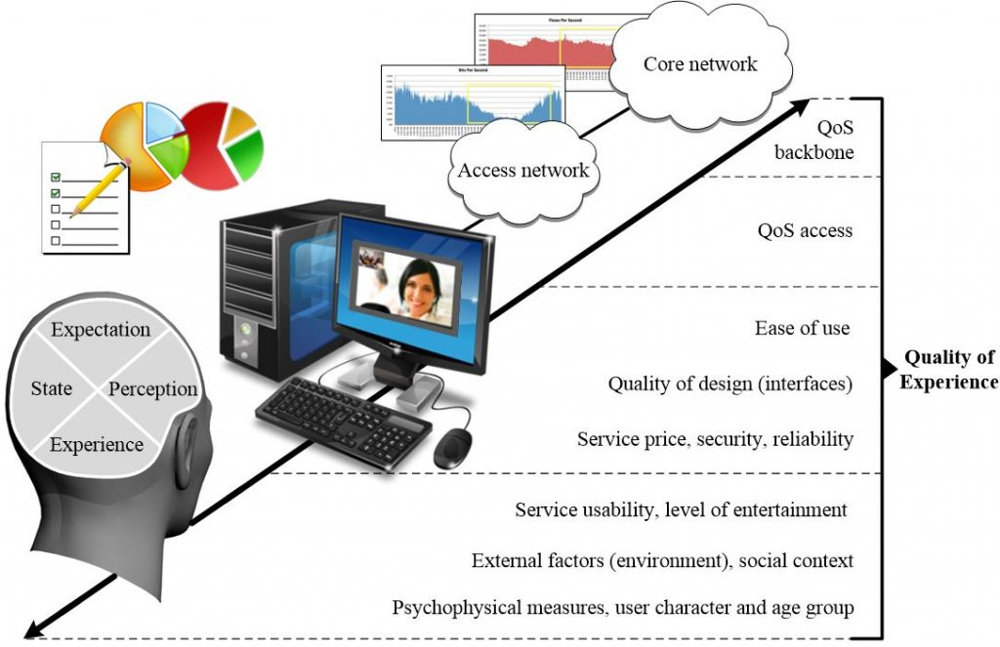 Flows Per Second
Core network
Bits Per Second
Access network
QoS
backbone
QoS access
Expectation
State
Perception
Experience
Ease of use
Quality of design (interfaces)
Service price, security, reliability
Quality of
Experience
Service usability, level of entertainment
External factors (environment), social context
Psychophysical measures, user character and age group